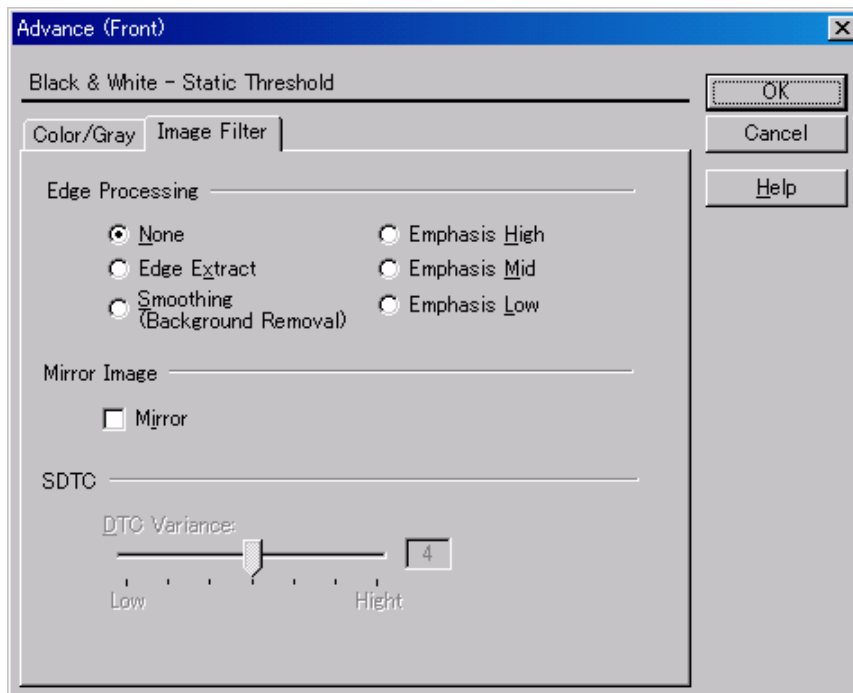 Advance (Front)
Black & White - Static Threshold
OK
Color/Gray
Image Filter
Cancel
Help
Edge Processing
None
Emphasis High
Edge Extract
Emphasis Mid
Smoothing
(Background Removal)
Emphasis Low
Mirror Image
Mirror
SDTC
DTC Variance:
4
Low
Hight